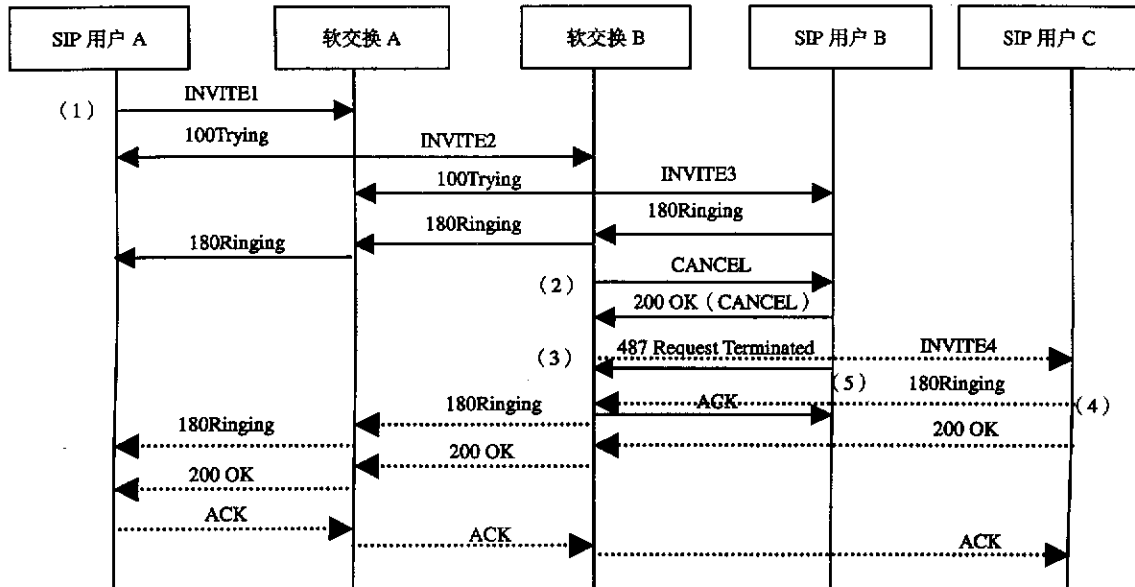 SIP 用户 A
软交换 A
软交换 B
SIP 用户 B
SIP 用户 C
(1)
INVITE1
100Trying
INVITE2
100Trying
INVITE3
180Ringing
180Ringing
180Ringing
(2)
CANCEL
200 OK（CANCEL）
(3)
487 Request Terminated
INVITE4
(5)
180Ringing
(4)
ACK
180Ringing
180Ringing
200 OK
200 OK
200 OK
ACK
ACK
ACK